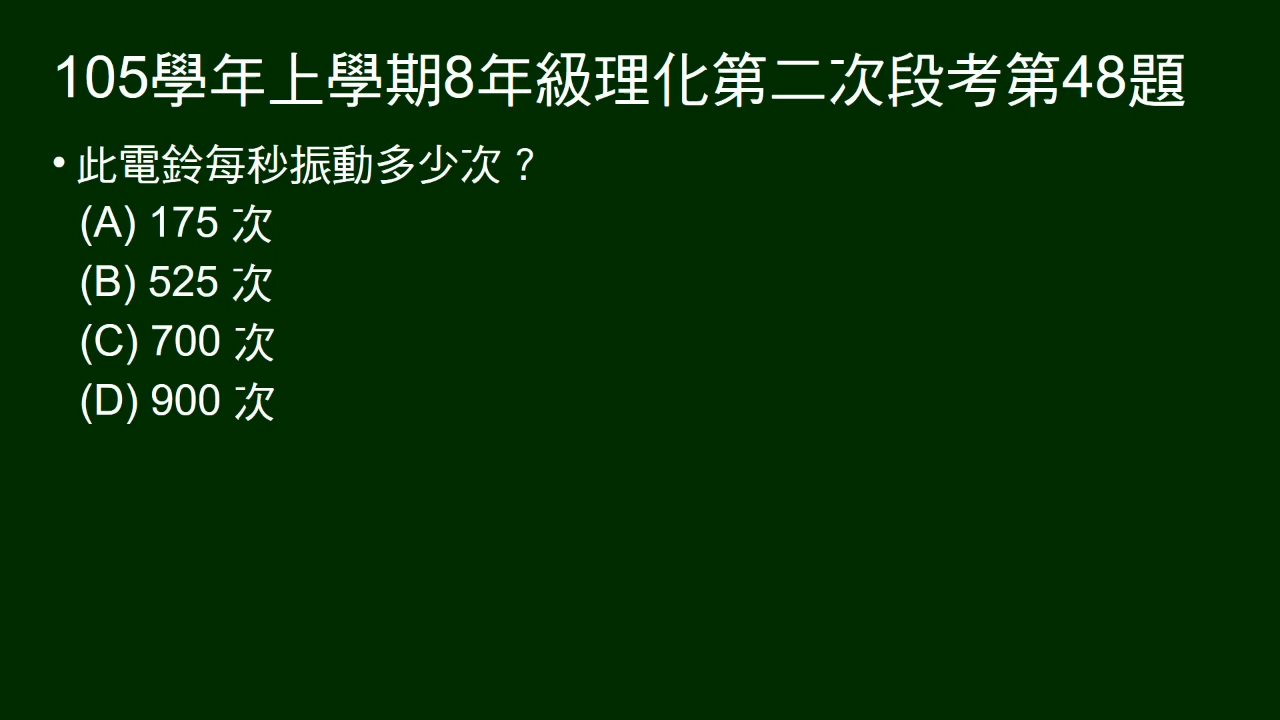 105學年上學期8年級理化第二次段考第48題
• 此電鈴每秒振動多少次？
(A) 175 次
(B) 525 次
(C) 700 次
(D) 900 次